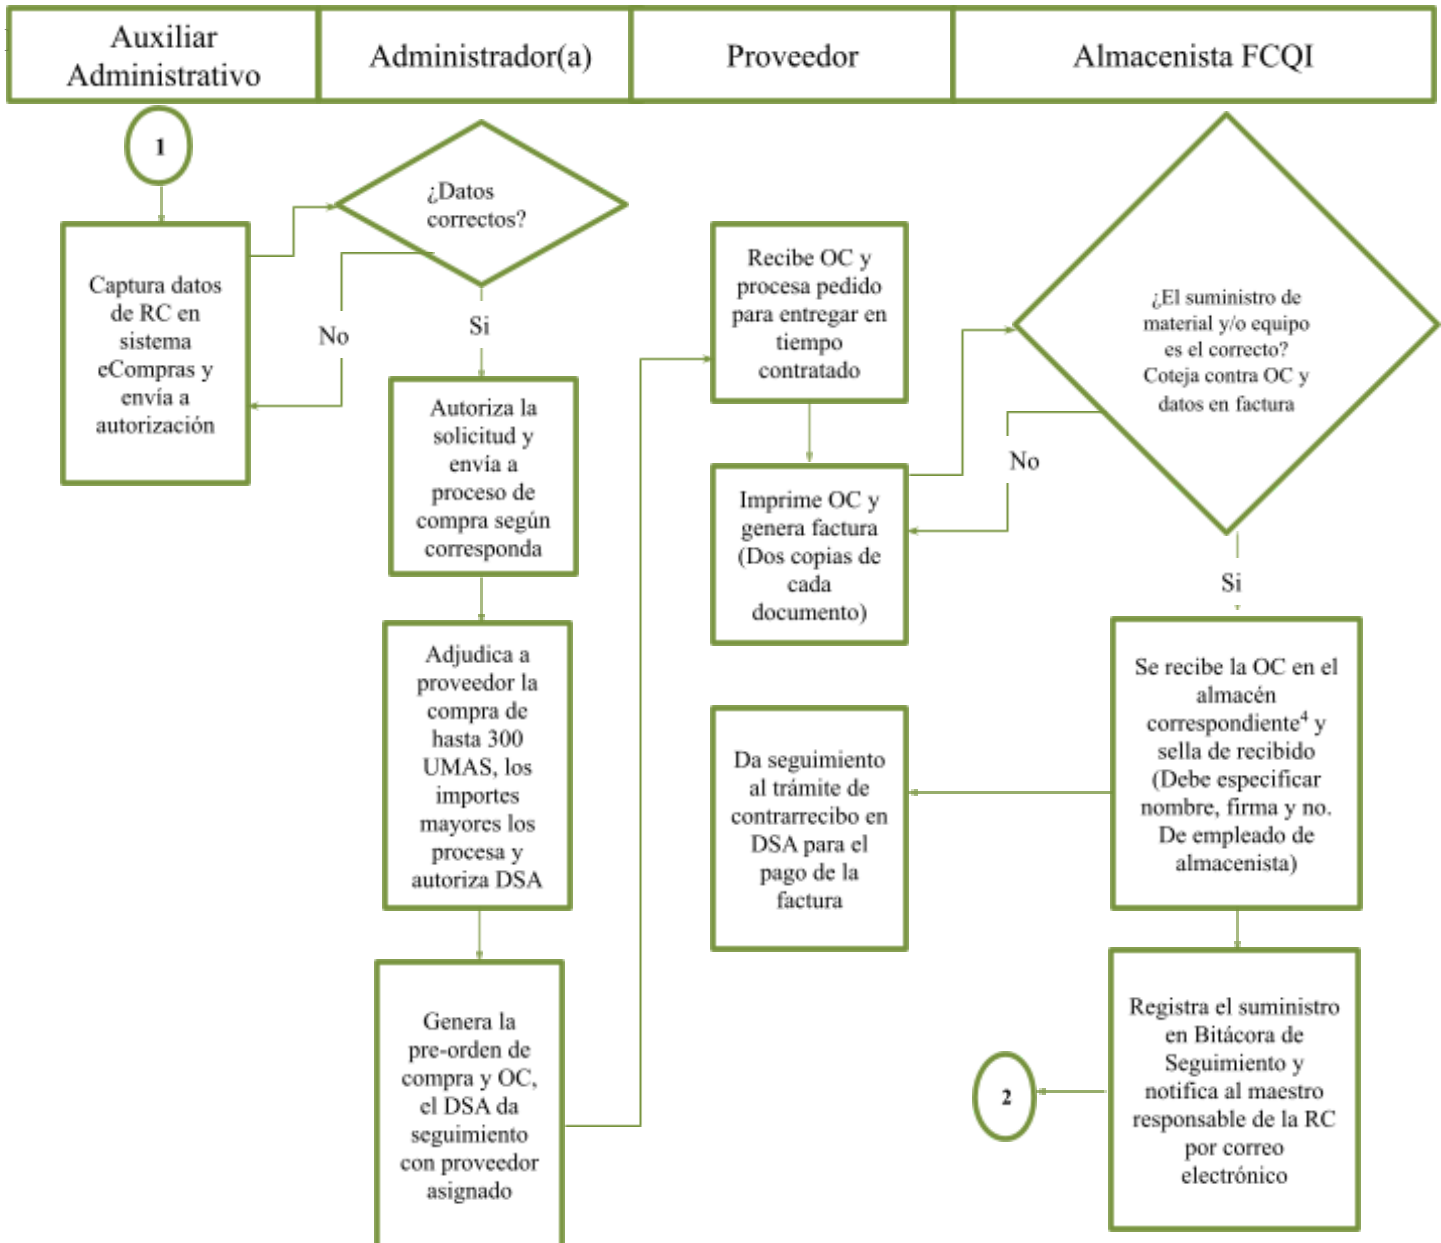 Auxiliar
Administrativo
Administrador(a)
Proveedor
Almacenista FCQI
1
Captura datos
de RC en
sistema
eCompras y
envía a
autorización
¿Datos
correctos?
No
Si
Autoriza la
solicitud y
envía a
proceso de
compra según
corresponda
Adjudica a
proveedor la
compra de
hasta 300
UMAS, los
importes
mayores los
procesa y
autoriza DSA
Genera la
pre-orden de
compra y OC,
el DSA da
seguimiento
con proveedor
asignado
Recibe OC y
procesa pedido
para entregar en
tiempo
contratado
Imprime OC y
genera factura
(Dos copias de
cada
documento)
Da seguimiento
al trámite de
contrarrecibo en
DSA para el
pago de la
factura
¿El suministro de
material y/o equipo
es el correcto?
Coteja contra OC y
datos en factura
No
Si
Se recibe la OC en el
almacén
correspondiente⁴ y
sella de recibido
(Debe especificar
nombre, firma y no.
De empleado de
almacenista)
Registra el suministro
en Bitácora de
Seguimiento y
notifica al maestro
responsable de la RC
por correo
electrónico
2